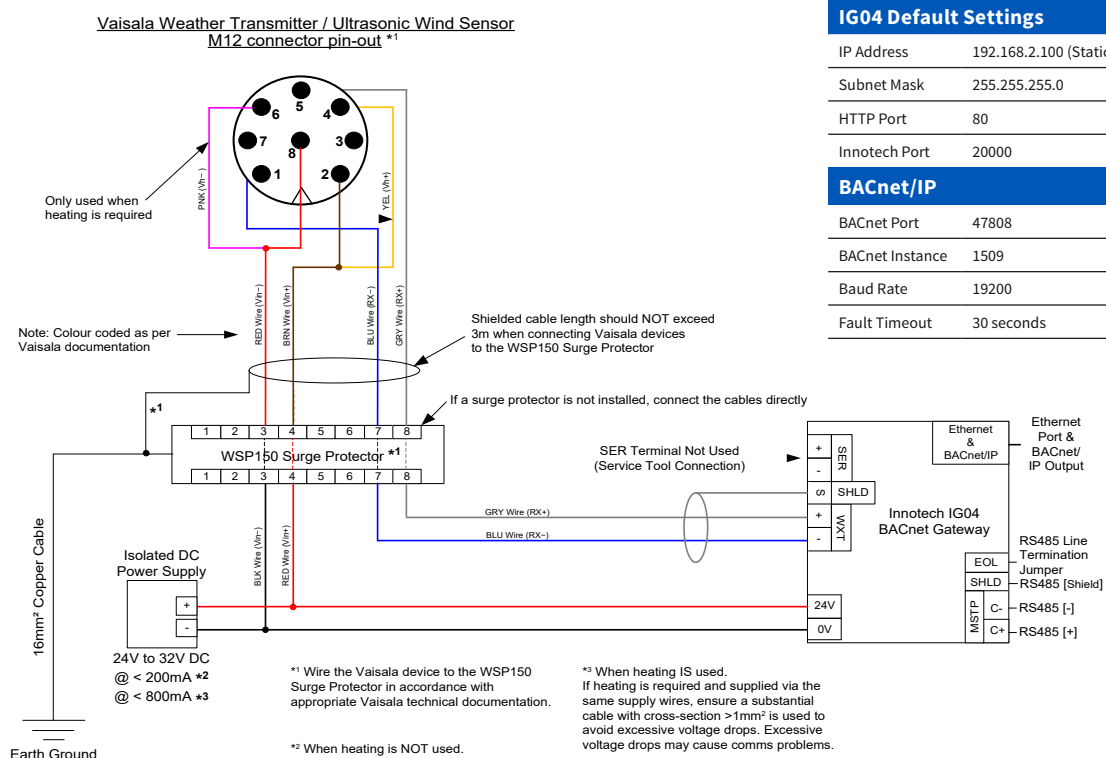 Vaisala Weather Transmitter / Ultrasonic Wind Sensor
M12 connector pin-out *1
5
6
4
7
3
8
1
2
PNK (Vh−)
YEL (Vh+)
Only used when
heating is required
RED Wire (Vin−)
BRN Wire (Vin+)
BLU Wire (RX−)
GRY Wire (RX+)
Note: Colour coded as per
Vaisala documentation
Shielded cable length should NOT exceed
3m when connecting Vaisala devices
to the WSP150 Surge Protector
*1
If a surge protector is not installed, connect the cables directly
1 2 3 4 5 6 7 8
WSP150 Surge Protector *1
1 2 3 4 5 6 7 8
16mm² Copper Cable
Earth Ground
Isolated DC
Power Supply
+
-
24V to 32V DC
@ < 200mA *2
@ < 800mA *3
BLK Wire (Vin−)
RED Wire (Vin+)
GRY Wire (RX+)
BLU Wire (RX−)
SER Terminal Not Used
(Service Tool Connection)
+
-
SER
S SHLD
+
-
WXT
24V
0V
Ethernet
&
BACnet/IP
Ethernet
Port &
BACnet/
IP Output
Innotech IG04
BACnet Gateway
EOL
SHLD
MSTP
C-
C+
RS485 Line
Termination
Jumper
RS485 [Shield]
RS485 [-]
RS485 [+]
*1 Wire the Vaisala device to the WSP150
Surge Protector in accordance with
appropriate Vaisala technical documentation.
*2 When heating is NOT used.
*3 When heating IS used.
If heating is required and supplied via the
same supply wires, ensure a substantial
cable with cross-section >1mm² is used to
avoid excessive voltage drops. Excessive
voltage drops may cause comms problems.
IG04 Default Settings
IP Address 192.168.2.100 (Static
Subnet Mask 255.255.255.0
HTTP Port 80
Innotech Port 20000
BACnet/IP
BACnet Port 47808
BACnet Instance 1509
Baud Rate 19200
Fault Timeout 30 seconds